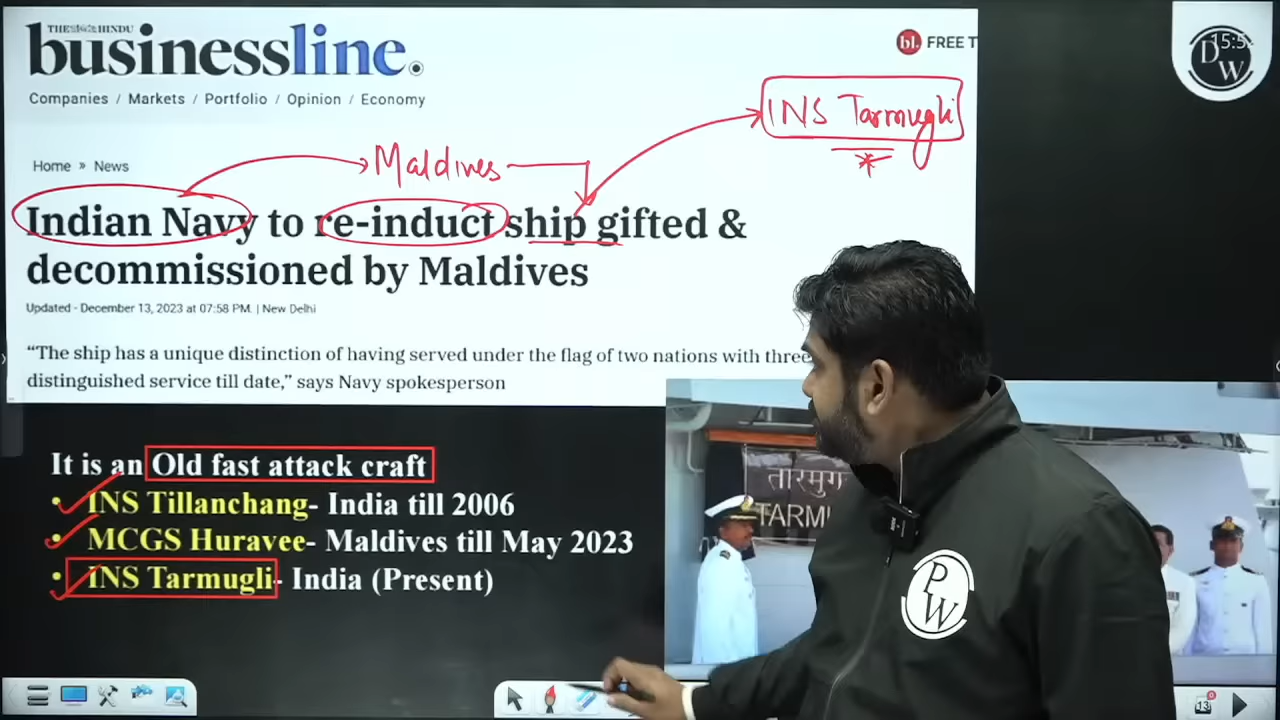 THE HINDU
businessline.
bl. FREE T
Companies / Markets / Portfolio / Opinion / Economy
INS Tarmugli
Home » News
Maldives
Indian Navy to re-induct ship gifted &
decommissioned by Maldives
Updated - December 13, 2023 at 07:58 PM. | New Delhi
“The ship has a unique distinction of having served under the flag of two nations with three
distinguished service till date,” says Navy spokesperson
It is an Old fast attack craft
• INS Tillanchang- India till 2006
• MCGS Huravee- Maldives till May 2023
• INS Tarmugli- India (Present)
तारमुग
TARMU
P
W
D
W
13